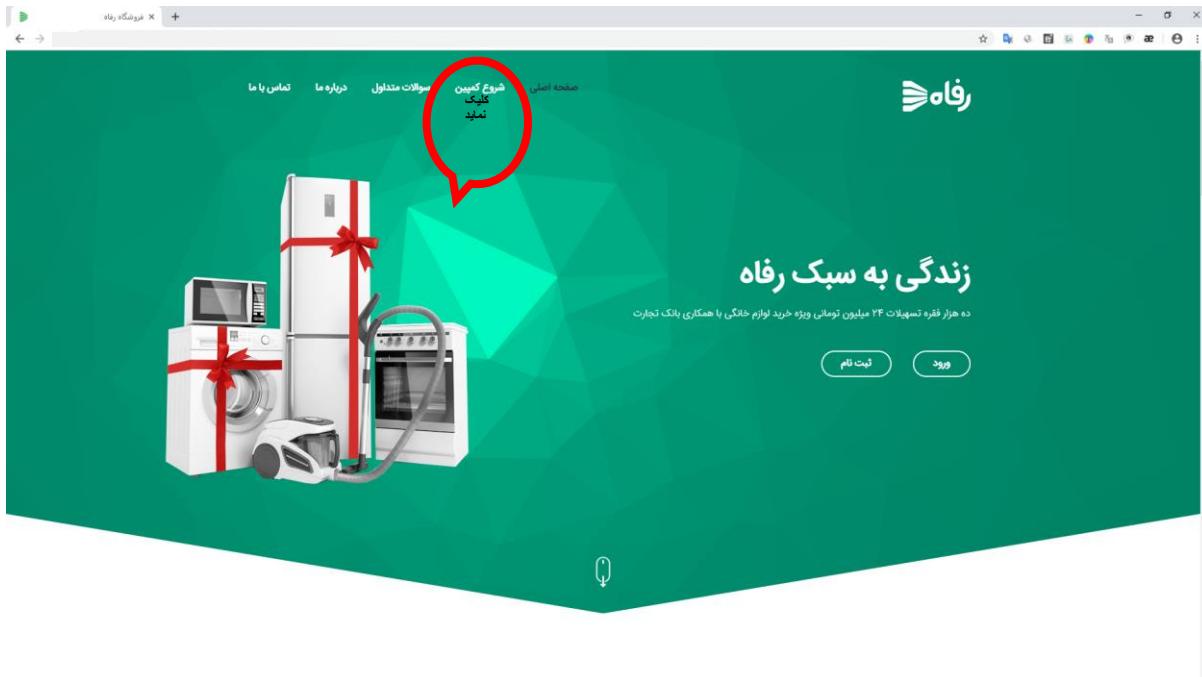 فروشگاه رفاه
رفاه
صفحه اصلی شروع کمپین سوالات متداول درباره ما تماس با ما
کلیک
نماید
زندگی به سبک رفاه
ده هزار فقره تسهیلات ۲۴ میلیون تومانی ویژه خرید لوازم خانگی با همکاری بانک تجارت
ورود ثبت نام